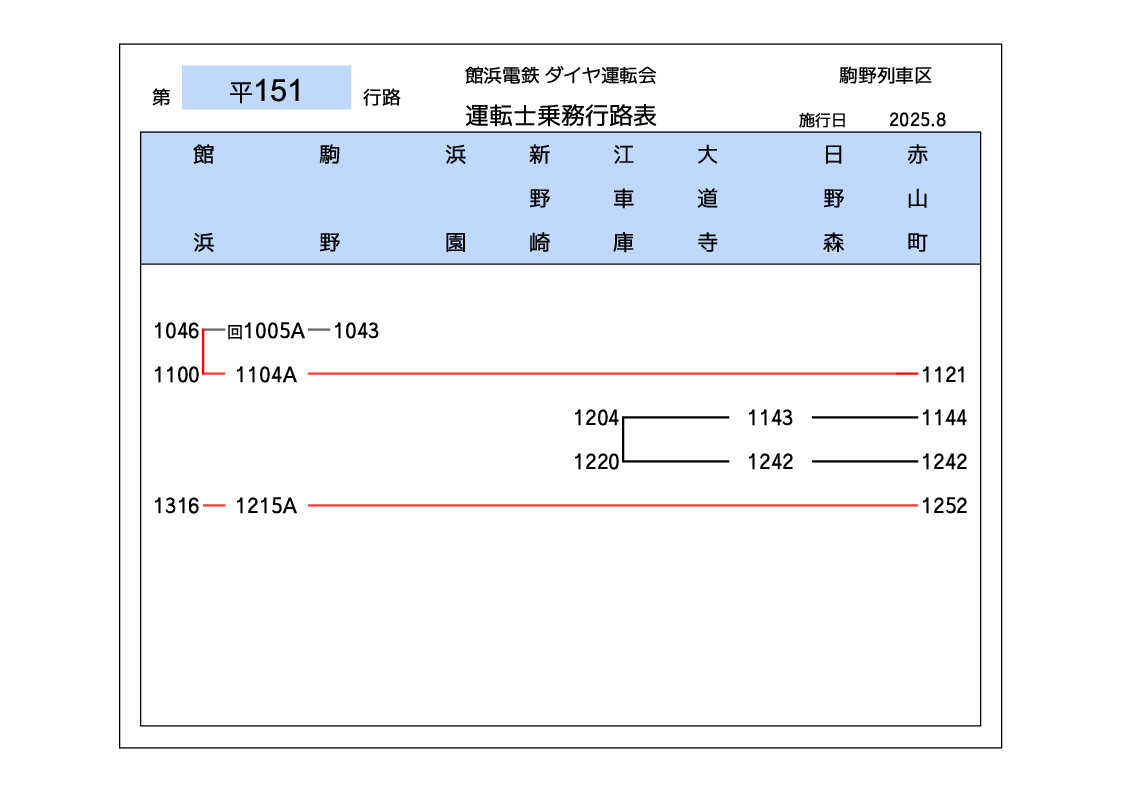 館浜電鉄 ダイヤ運転会
駒野列車区
第 平151 行路
運転士乗務行路表
施行日 2025.8
館浜 駒野 浜園 新野崎 江車庫 大道寺 日野森 赤山町
1046 回1005A 1043
1100 1104A 1121
1204 1143 1144
1220 1242 1242
1316 1215A 1252